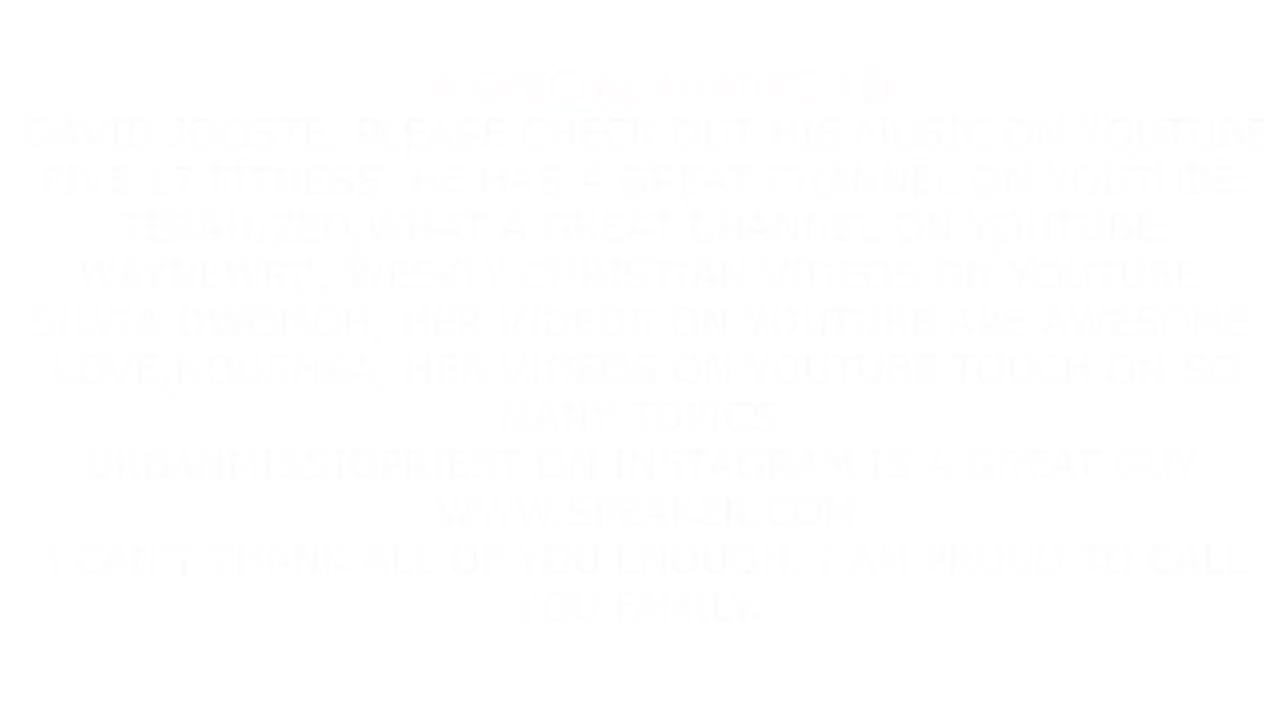 A SPECIAL THANKS TO
DAVID JOOSTE, PLEASE CHECK OUT HIS MUSIC ON YOUTUBE
FIVE 17 FITNESS, HE HAS A GREAT CHANNEL ON YOUTUBE
WHAT A GREAT CHANNEL ON YOUTUBE
WEEKLY CHRISTIAN VIDEOS ON YOUTUBE
HER VIDEOS ON YOUTUBE ARE AWESOME
HER VIDEOS ON YOUTUBE TOUCH ON SO
MANY TOPICS
ON INSTAGRAM IS A GREAT GUY
WWW.SPEAKER.COM
I CAN'T THANK ALL OF YOU ENOUGH. I AM PROUD TO CALL
YOU FAMILY.